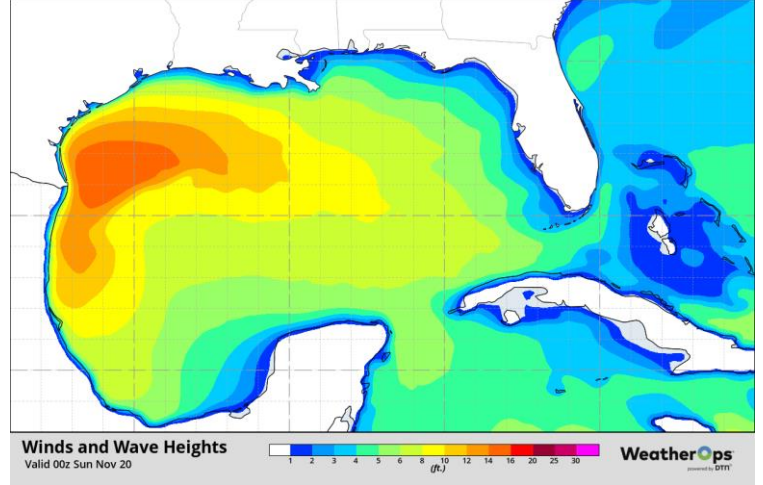 Winds and Wave Heights
Valid 00z Sun Nov 20
1 2 3 4 5 6 8 10 12 14 16 20 25 30
(ft.)
WeatherOps
powered by DTN